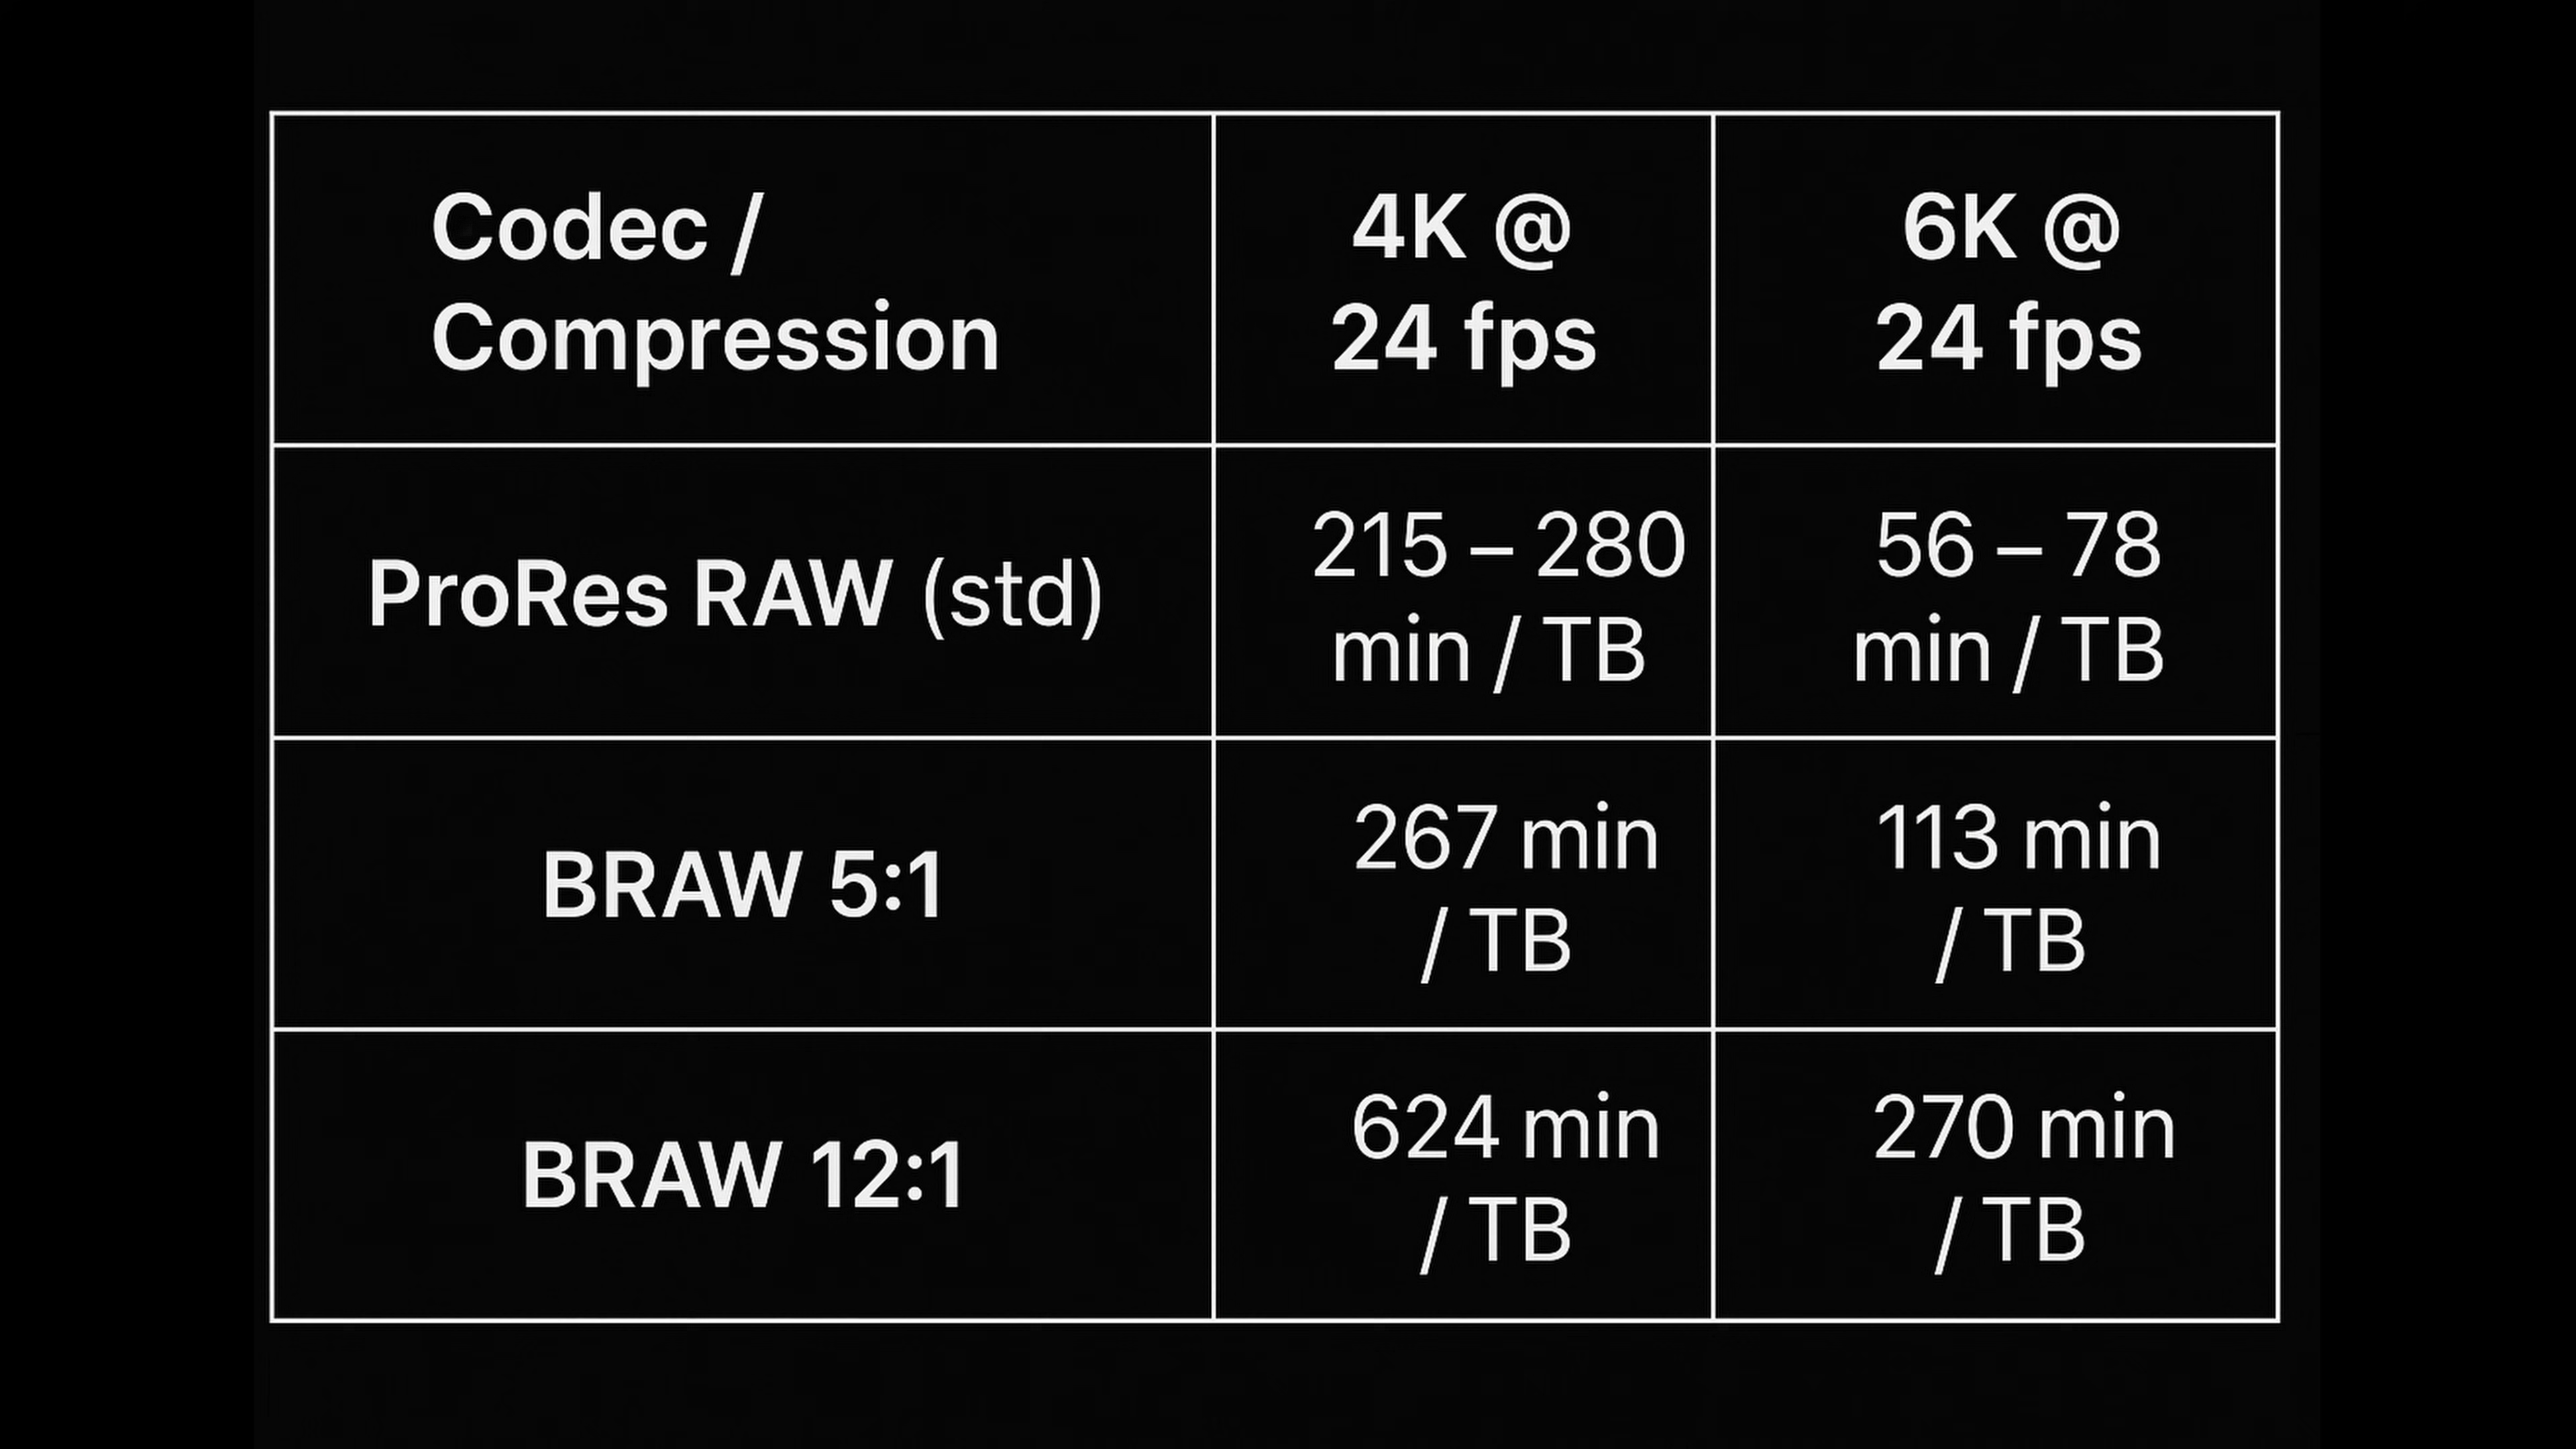 Codec /
Compression
4K @
24 fps
6K @
24 fps
ProRes RAW (std)
215 – 280
min / TB
56 – 78
min / TB
BRAW 5:1
267 min
/ TB
113 min
/ TB
BRAW 12:1
624 min
/ TB
270 min
/ TB